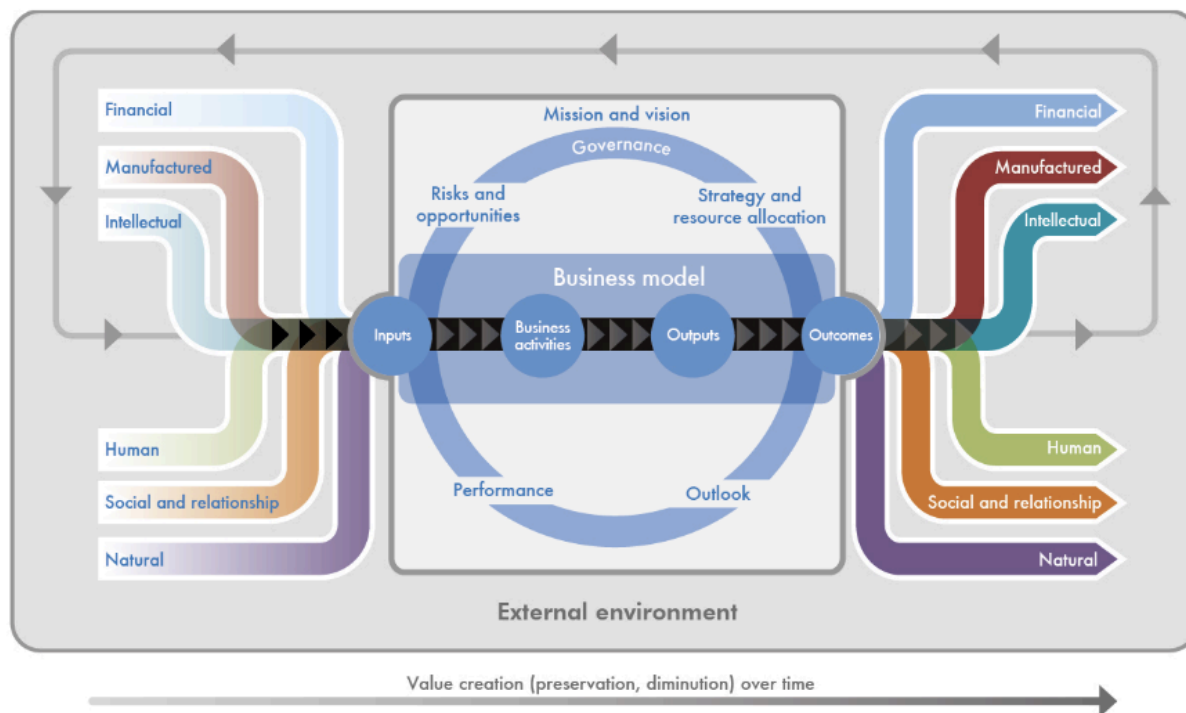 Financial
Manufactured
Intellectual
Human
Social and relationship
Natural
Mission and vision
Governance
Risks and
opportunities
Strategy and
resource allocation
Business model
Inputs
Business
activities
Outputs
Outcomes
Performance
Outlook
Financial
Manufactured
Intellectual
Human
Social and relationship
Natural
External environment
Value creation (preservation, diminution) over time